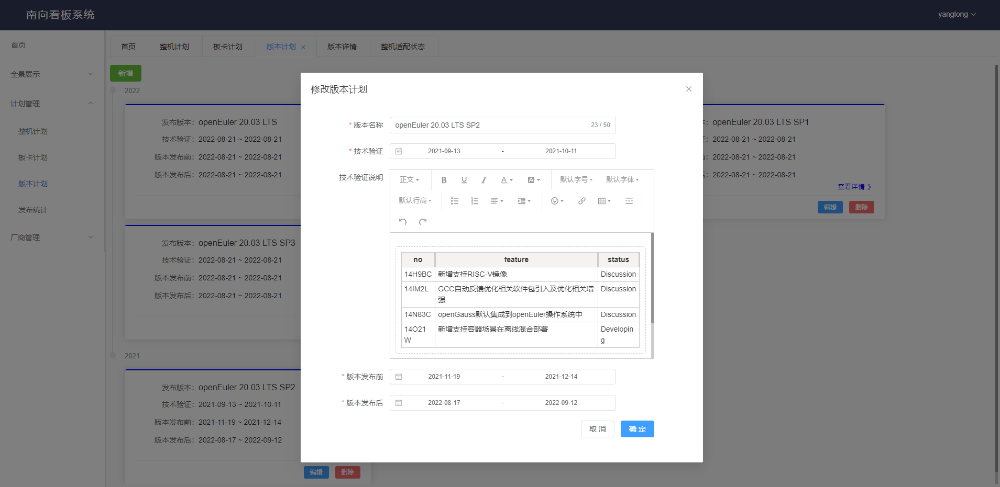 南向看板系统
yanglong
首页
全景展示
计划管理
整机计划
板卡计划
版本计划
发布统计
厂商管理
首页
整机计划
板卡计划
版本计划
版本详情
整机适配状态
新增
2022
发布版本：openEuler 20.03 LTS
技术验证：2022-08-21 ~ 2022-08-21
版本发布前：2022-08-21 ~ 2022-08-21
版本发布后：2022-08-21 ~ 2022-08-21
发布版本：openEuler 20.03 LTS SP3
技术验证：2022-08-21 ~ 2022-08-21
版本发布前：2022-08-21 ~ 2022-08-21
版本发布后：2022-08-21 ~ 2022-08-21
2021
发布版本：openEuler 20.03 LTS SP2
技术验证：2021-09-13 ~ 2021-10-11
版本发布前：2021-11-19 ~ 2021-12-14
版本发布后：2022-08-17 ~ 2022-09-12
编辑
删除
修改版本计划
* 版本名称
openEuler 20.03 LTS SP2
23 / 50
* 技术验证
2021-09-13 - 2021-10-11
技术验证说明
正文
B U I A A
默认字号
默认字体
默认行高
no feature status
14H9BC 新增支持RISC-V镜像 Discussion
14IM2L GCC自动反馈优化相关软件包引入及优化相关增强 Discussion
14N83C openGauss默认集成到openEuler操作系统中 Discussion
14O21W 新增支持容器场景在离线混合部署 Developing
* 版本发布前
2021-11-19 - 2021-12-14
* 版本发布后
2022-08-17 - 2022-09-12
取 消
确 定
：openEuler 20.03 LTS SP1
：2022-08-21 ~ 2022-08-21
：2022-08-21 ~ 2022-08-21
：2022-08-21 ~ 2022-08-21
查看详情 》
编辑
删除